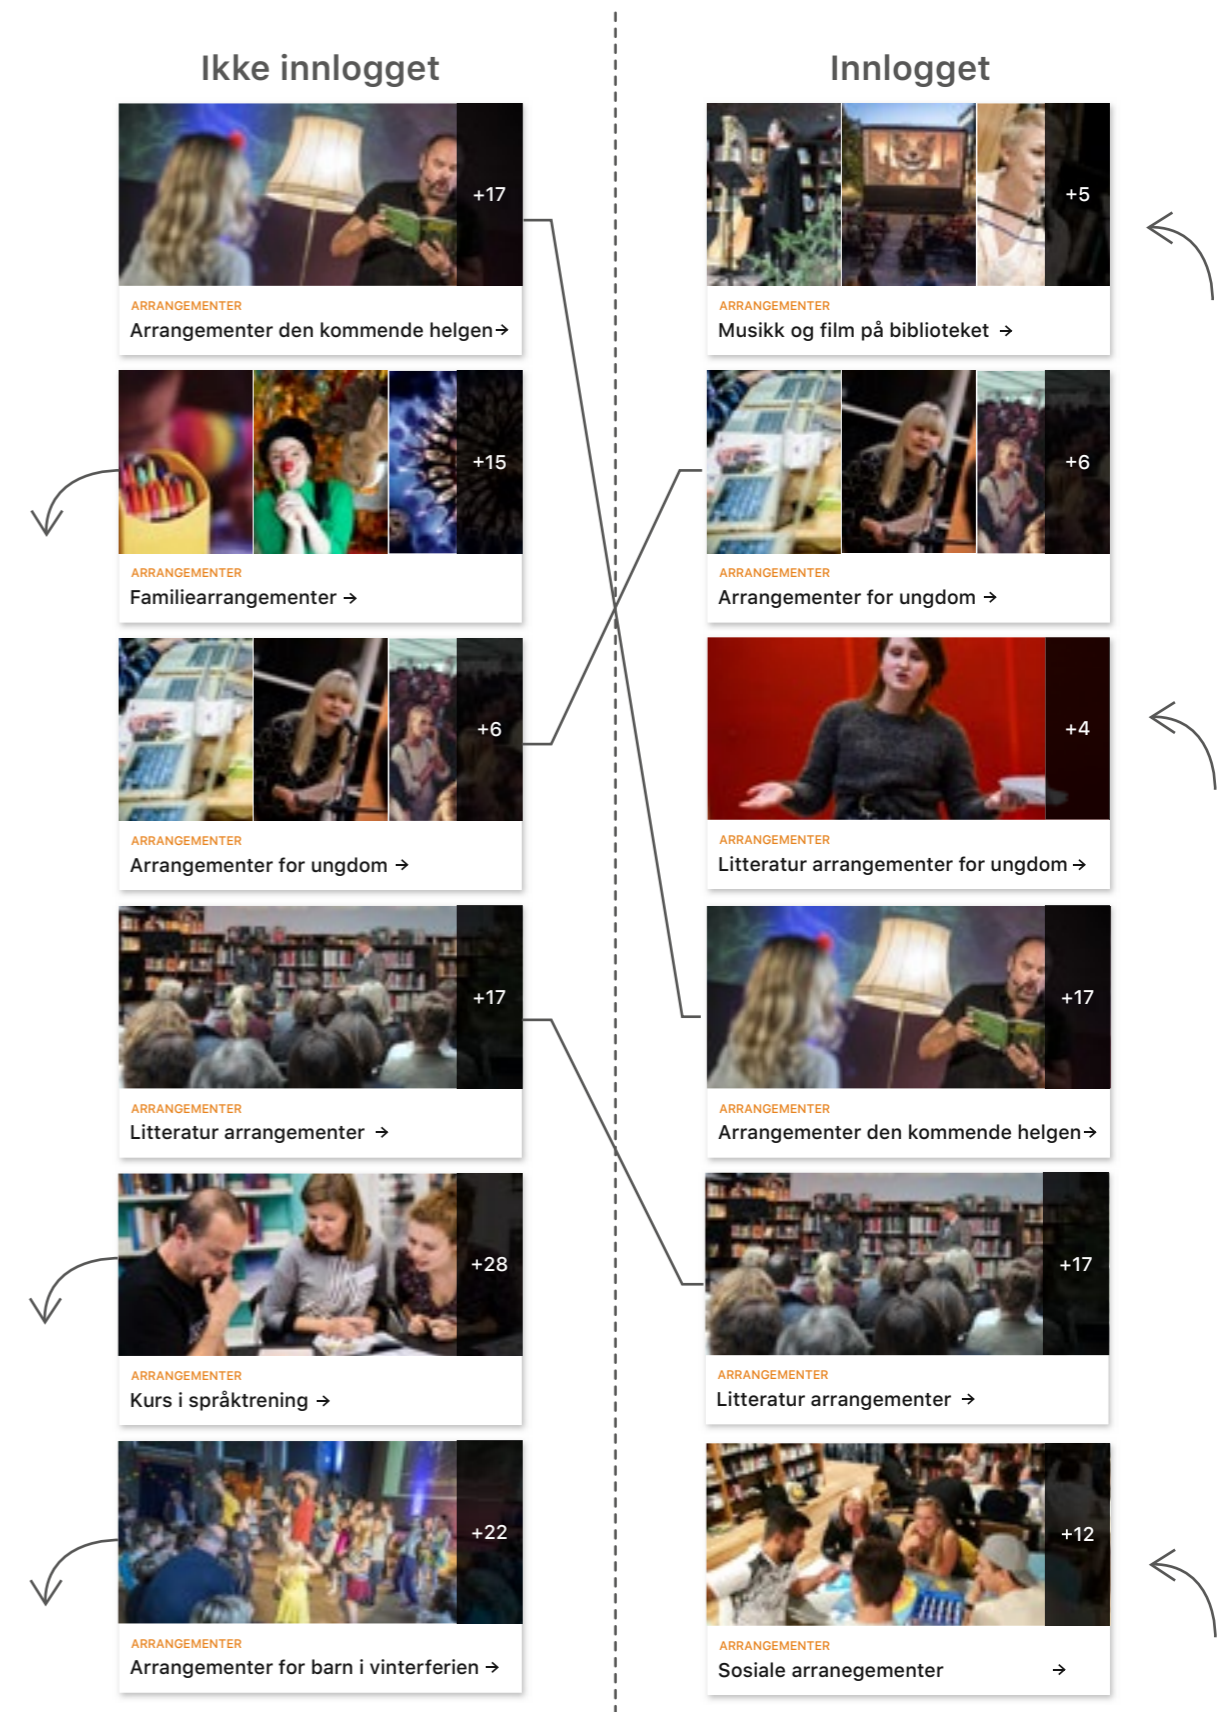 Ikke innlogget
+17
ARRANGEMENTER
Arrangementer den kommende helgen→
+15
ARRANGEMENTER
Familiearrangementer →
+6
ARRANGEMENTER
Arrangementer for ungdom →
+17
ARRANGEMENTER
Litteratur arrangementer →
+28
ARRANGEMENTER
Kurs i språktrening →
+22
ARRANGEMENTER
Arrangementer for barn i vinterferien →
Innlogget
+5
ARRANGEMENTER
Musikk og film på biblioteket →
+6
ARRANGEMENTER
Arrangementer for ungdom →
+4
ARRANGEMENTER
Litteratur arrangementer for ungdom →
+17
ARRANGEMENTER
Arrangementer den kommende helgen→
+17
ARRANGEMENTER
Litteratur arrangementer →
+12
ARRANGEMENTER
Sosiale arranegementer →